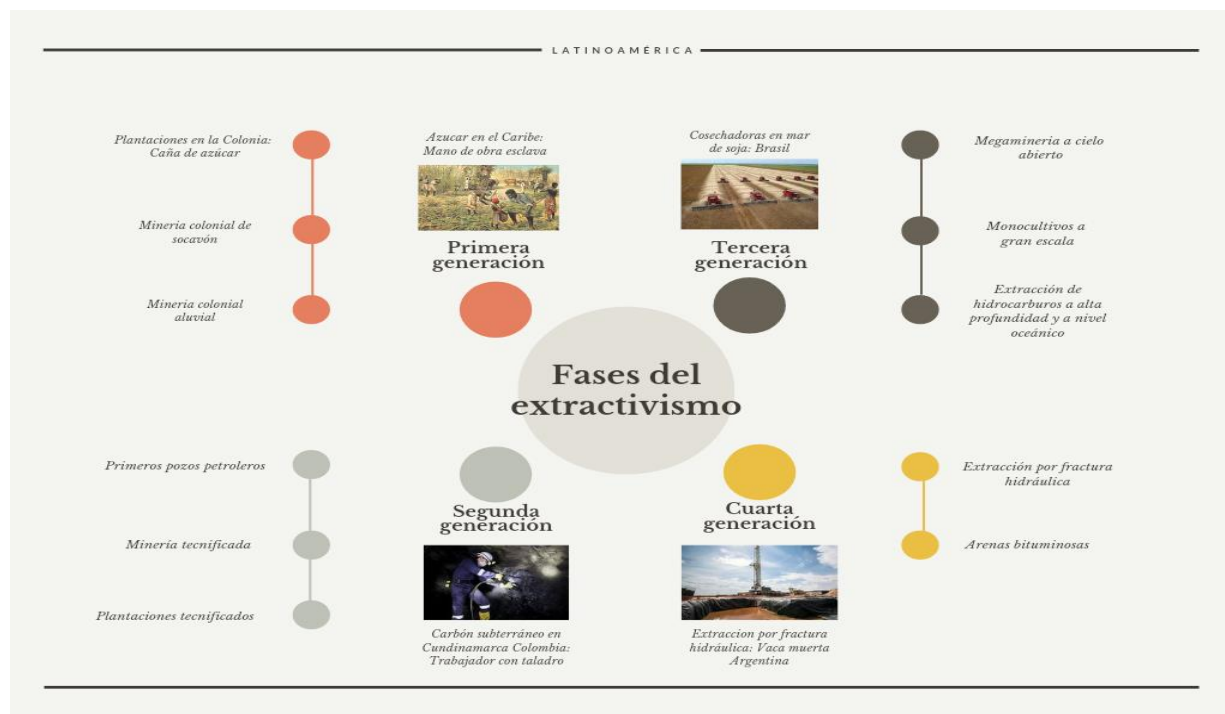 LATINOAMÉRICA
Plantaciones en la Colonia:
Caña de azúcar
Mineria colonial de
socavón
Mineria colonial
aluvial
Azucar en el Caribe:
Mano de obra esclava
Primera
generación
Cosechadoras en mar
de soja: Brasil
Tercera
generación
Megamineria a cielo
abierto
Monocultivos a
gran escala
Extracción de
hidrocarburos a alta
profundidad y a nivel
oceánico
Fases del
extractivismo
Primeros pozos petroleros
Minería tecnificada
Plantaciones tecnificados
Segunda
generación
Carbón subterráneo en
Cundinamarca Colombia:
Trabajador con taladro
Cuarta
generación
Extraccion por fractura
hidráulica: Vaca muerta
Argentina
Extracción por fractura
hidráulica
Arenas bituminosas